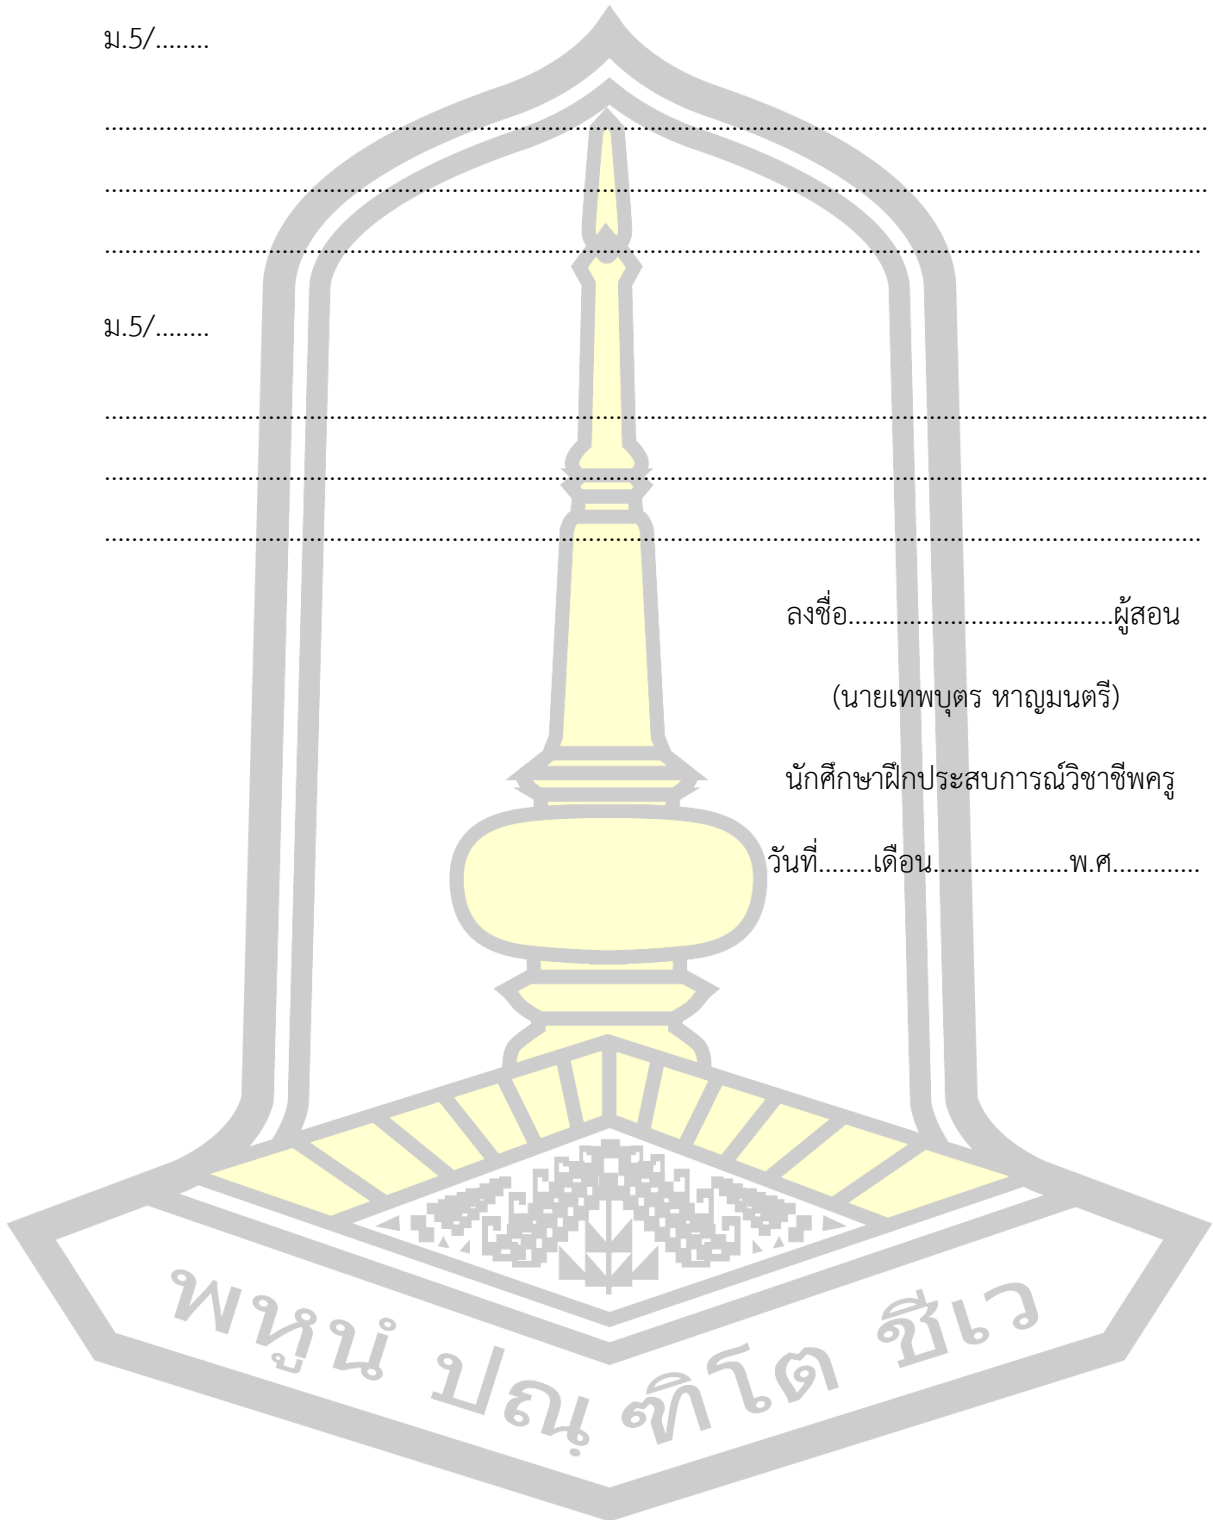 ม.5/........
....................................................................................................................................................................
....................................................................................................................................................................
...................................................................................................................................................................
ม.5/........
....................................................................................................................................................................
....................................................................................................................................................................
...................................................................................................................................................................
ลงชื่อ.......................................ผู้สอน
(นายเทพบุตร หาญมนตรี)
นักศึกษาฝึกประสบการณ์วิชาชีพครู
วันที่........เดือน....................พ.ศ.............
พหูนํ ปณฺ ฑิโต ชีเว